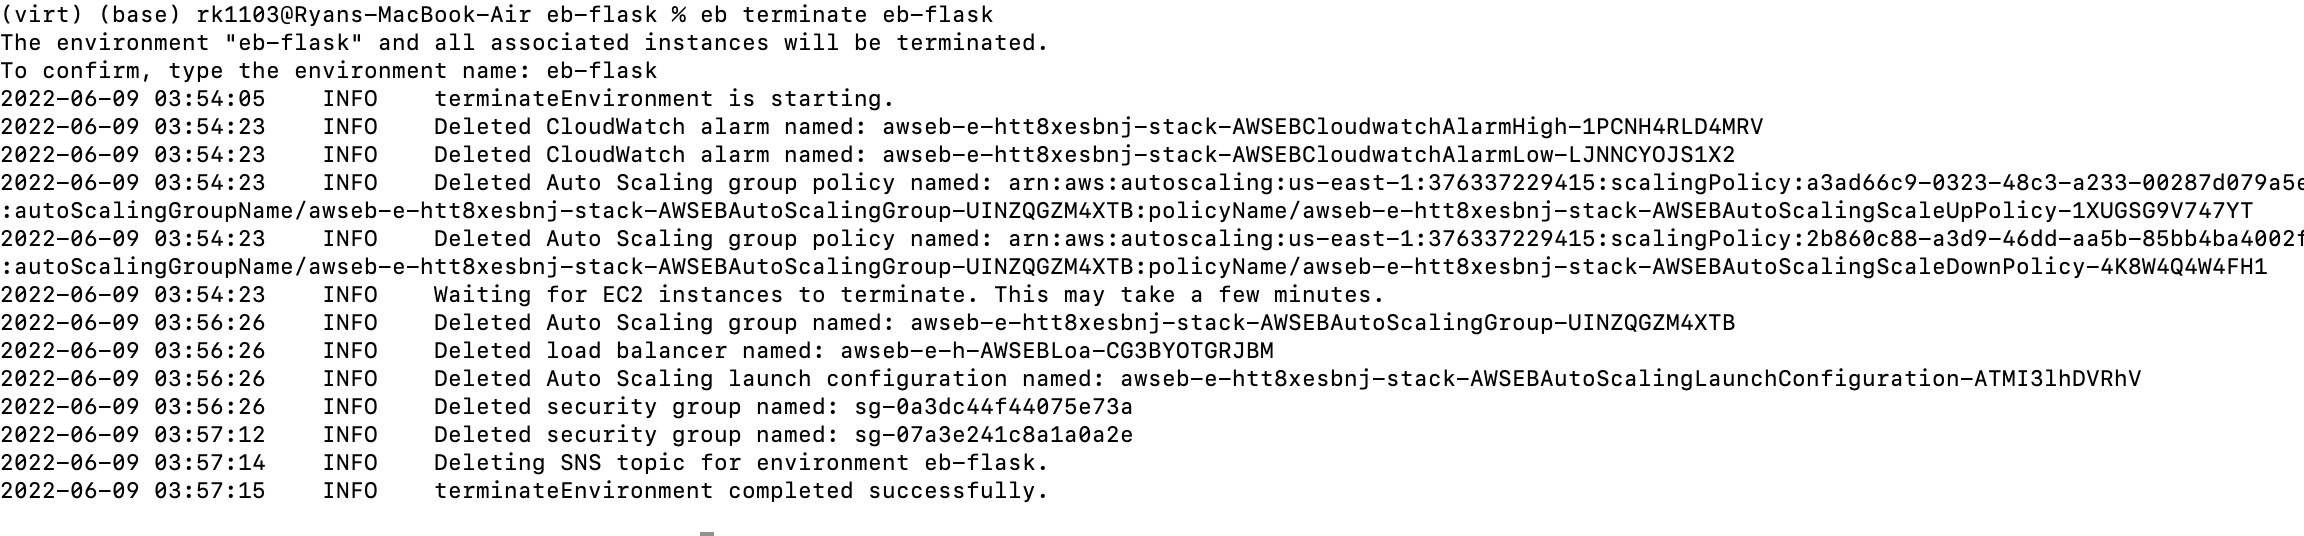 (virt) (base) rk1103@Ryans-MacBook-Air eb-flask % eb terminate eb-flask
The environment "eb-flask" and all associated instances will be terminated.
To confirm, type the environment name: eb-flask
2022-06-09 03:54:05    INFO    terminateEnvironment is starting.
2022-06-09 03:54:23    INFO    Deleted CloudWatch alarm named: awseb-e-htt8xesbnj-stack-AWSEBCloudwatchAlarmHigh-1PCNH4RLD4MRV
2022-06-09 03:54:23    INFO    Deleted CloudWatch alarm named: awseb-e-htt8xesbnj-stack-AWSEBCloudwatchAlarmLow-LJNNCYOJS1X2
2022-06-09 03:54:23    INFO    Deleted Auto Scaling group policy named: arn:aws:autoscaling:us-east-1:376337229415:scalingPolicy:a3ad66c9-0323-48c3-a233-00287d079a5e
:autoScalingGroupName/awseb-e-htt8xesbnj-stack-AWSEBAutoScalingGroup-UINZQGZM4XTB:policyName/awseb-e-htt8xesbnj-stack-AWSEBAutoScalingScaleUpPolicy-1XUGSG9V747YT
2022-06-09 03:54:23    INFO    Deleted Auto Scaling group policy named: arn:aws:autoscaling:us-east-1:376337229415:scalingPolicy:2b860c88-a3d9-46dd-aa5b-85bb4ba4002f
:autoScalingGroupName/awseb-e-htt8xesbnj-stack-AWSEBAutoScalingGroup-UINZQGZM4XTB:policyName/awseb-e-htt8xesbnj-stack-AWSEBAutoScalingScaleDownPolicy-4K8W4Q4W4FH1
2022-06-09 03:54:23    INFO    Waiting for EC2 instances to terminate. This may take a few minutes.
2022-06-09 03:56:26    INFO    Deleted Auto Scaling group named: awseb-e-htt8xesbnj-stack-AWSEBAutoScalingGroup-UINZQGZM4XTB
2022-06-09 03:56:26    INFO    Deleted load balancer named: awseb-e-h-AWSEBLoa-CG3BYOTGRJBM
2022-06-09 03:56:26    INFO    Deleted Auto Scaling launch configuration named: awseb-e-htt8xesbnj-stack-AWSEBAutoScalingLaunchConfiguration-ATMI3lhDVRhV
2022-06-09 03:56:26    INFO    Deleted security group named: sg-0a3dc44f44075e73a
2022-06-09 03:57:12    INFO    Deleted security group named: sg-07a3e241c8a1a0a2e
2022-06-09 03:57:14    INFO    Deleting SNS topic for environment eb-flask.
2022-06-09 03:57:15    INFO    terminateEnvironment completed successfully.